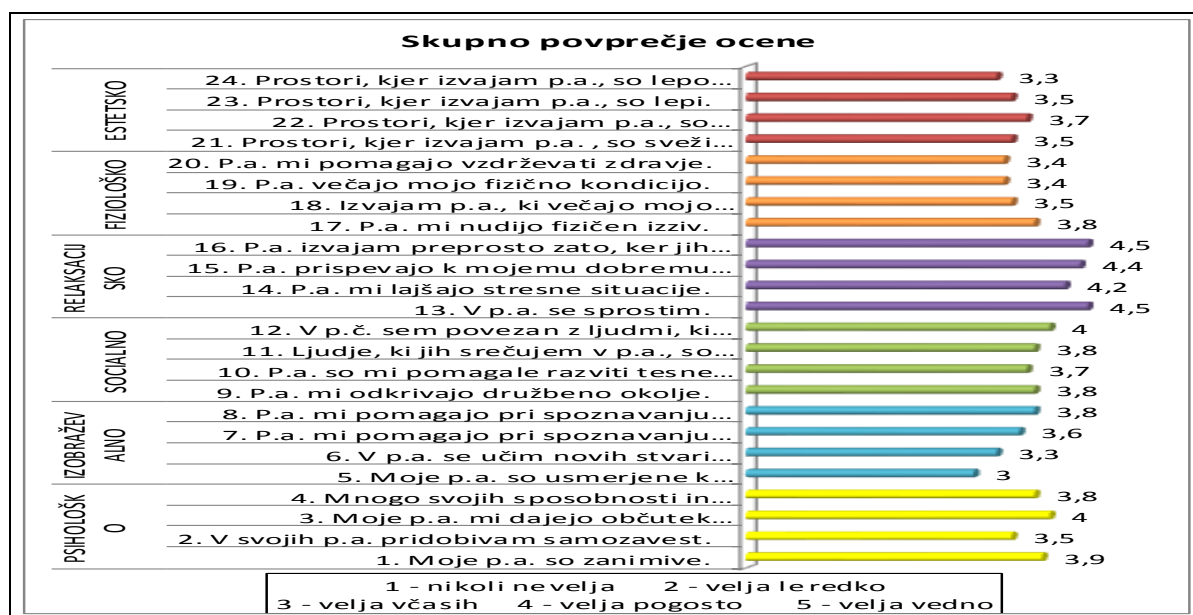 Skupno povprečje ocene
ESTETSKO
24. Prostori, kjer izvajam p.a., so lepo... 3,3
23. Prostori, kjer izvajam p.a., so lepi. 3,5
22. Prostori, kjer izvajam p.a., so... 3,7
21. Prostori, kjer izvajam p.a. , so sveži... 3,5
FIZIOLOŠKO
20. P.a. mi pomagajo vzdrževati zdravje. 3,4
19. P.a. večajo mojo fizično kondicijo. 3,4
18. Izvajam p.a., ki večajo mojo... 3,5
17. P.a. mi nudijo fizičen izziv. 3,8
RELAKSACIJ
SKO
16. P.a. izvajam preprosto zato, ker jih... 4,5
15. P.a. prispevajo k mojemu dobremu... 4,4
14. P.a. mi lajšajo stresne situacije. 4,2
13. V p.a. se sprostim. 4,5
SOCIALNO
12. V p.č. sem povezan z ljudmi, ki... 4
11. Ljudje, ki jih srečujem v p.a., so... 3,8
10. P.a. so mi pomagale razviti tesne... 3,7
9. P.a. mi odkrivajo družbeno okolje. 3,8
IZOBRAŽEV
ALNO
8. P.a. mi pomagajo pri spoznavanju... 3,8
7. P.a. mi pomagajo pri spoznavanju... 3,6
6. V p.a. se učim novih stvari... 3,3
5. Moje p.a. so usmerjene k... 3
PSIHOLOŠK
O
4. Mnogo svojih sposobnosti in... 3,8
3. Moje p.a. mi dajejo občutek... 4
2. V svojih p.a. pridobivam samozavest. 3,5
1. Moje p.a. so zanimive. 3,9
1 - nikoli ne velja 2 - velja le redko
3 - velja včasih 4 - velja pogosto 5 - velja vedno